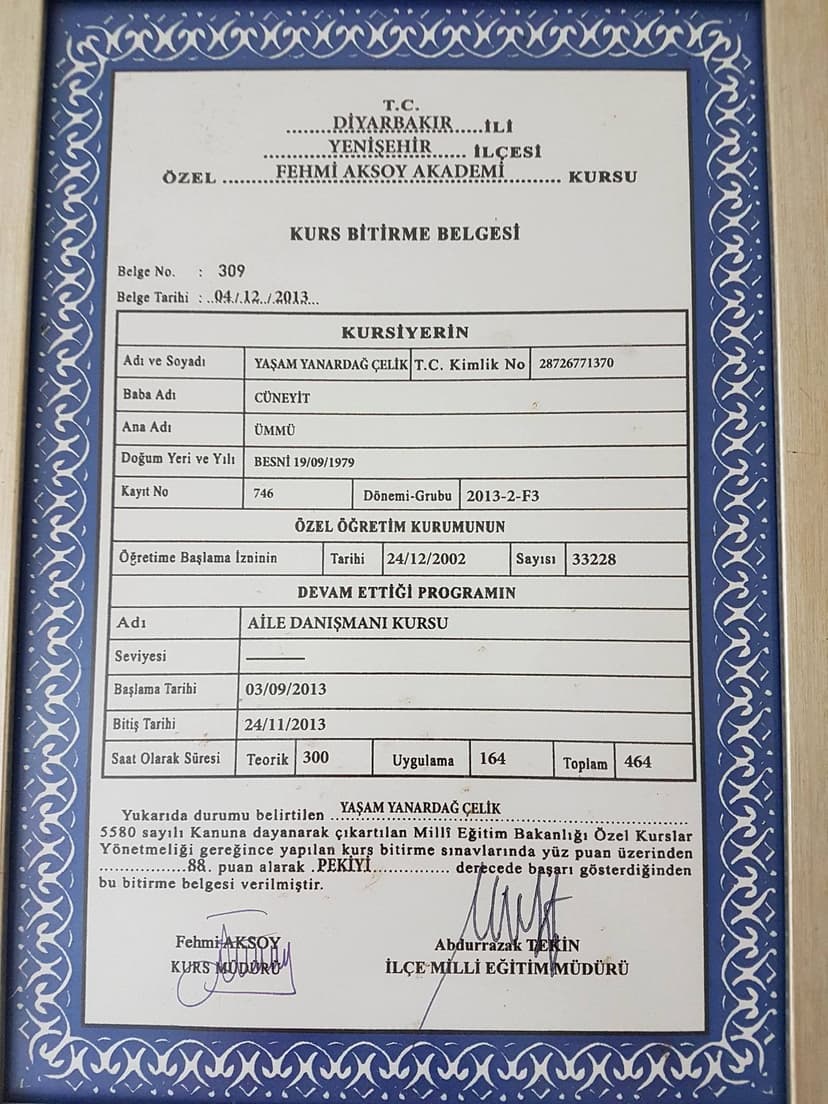 T.C.
........DİYARBAKIR.....İLİ
.............YENİŞEHİR...... İLÇESİ
ÖZEL ..........FEHMİ AKSOY AKADEMİ.......... KURSU
KURS BİTİRME BELGESİ
Belge No. : 309
Belge Tarihi : ..04./.12../.2013...
KURSİYERİN
Adı ve Soyadı YAŞAM YANARDAĞ ÇELİK T.C. Kimlik No 28726771370
Baba Adı CÜNEYİT
Ana Adı ÜMMÜ
Doğum Yeri ve Yılı BESNİ 19/09/1979
Kayıt No 746 Dönemi-Grubu 2013-2-F3
ÖZEL ÖĞRETİM KURUMUNUN
Öğretime Başlama İzninin Tarihi 24/12/2002 Sayısı 33228
DEVAM ETTİĞİ PROGRAMIN
Adı AİLE DANIŞMANI KURSU
Seviyesi ———
Başlama Tarihi 03/09/2013
Bitiş Tarihi 24/11/2013
Saat Olarak Süresi Teorik 300 Uygulama 164 Toplam 464
Yukarıda durumu belirtilen ..YAŞAM YANARDAĞ ÇELİK..............................
5580 sayılı Kanuna dayanarak çıkartılan Millî Eğitim Bakanlığı Özel Kurslar
Yönetmeliği gereğince yapılan kurs bitirme sınavlarında yüz puan üzerinden
................88. puan alarak .PEKİYİ.............. derecede başarı gösterdiğinden
bu bitirme belgesi verilmiştir.
Fehmi AKSOY Abdurrazak TEKİN
KURS MÜDÜRÜ İLÇE MİLLİ EĞİTİM MÜDÜRÜ